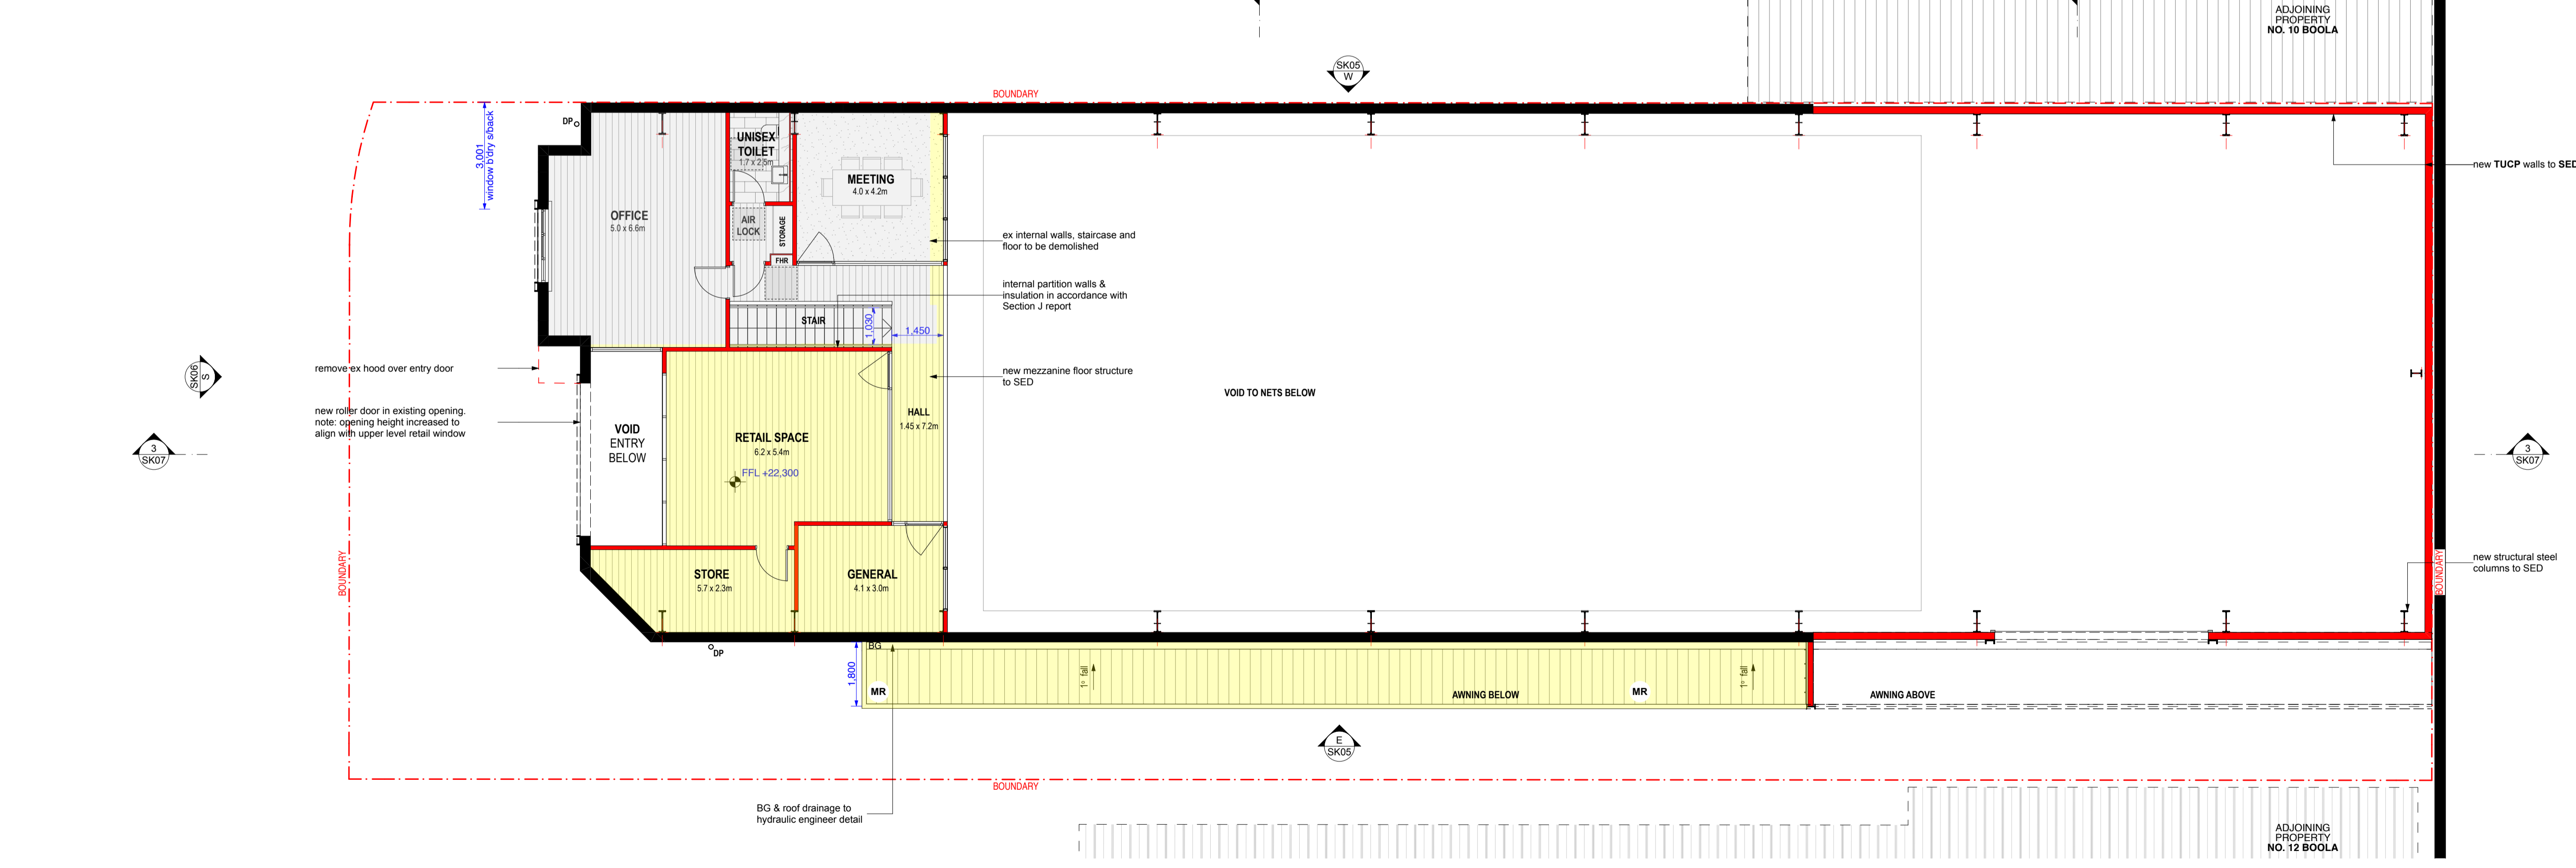 ADJOINING
PROPERTY
NO. 10 BOOLA
SK05
W
BOUNDARY
DP
3,001
window b'dry s/back
UNISEX
TOILET
1.7 x 2.5m
MEETING
4.0 x 4.2m
new TUCP walls to SED
OFFICE
5.0 x 6.6m
AIR
LOCK
STORAGE
FHR
ex internal walls, staircase and
floor to be demolished
internal partition walls &
insulation in accordance with
Section J report
STAIR
1,030
1,450
SK06
S
remove ex hood over entry door
new mezzanine floor structure
to SED
VOID TO NETS BELOW
new roller door in existing opening.
note: opening height increased to
align with upper level retail window
HALL
1.45 x 7.2m
VOID
ENTRY
BELOW
RETAIL SPACE
6.2 x 5.4m
FFL +22,300
3
SK07
3
SK07
BOUNDARY
STORE
5.7 x 2.3m
GENERAL
4.1 x 3.0m
new structural steel
columns to SED
BOUNDARY
DP
BG
1,800
MR
1° fall
AWNING BELOW
MR
1° fall
AWNING ABOVE
E
SK05
BOUNDARY
BG & roof drainage to
hydraulic engineer detail
ADJOINING
PROPERTY
NO. 12 BOOLA